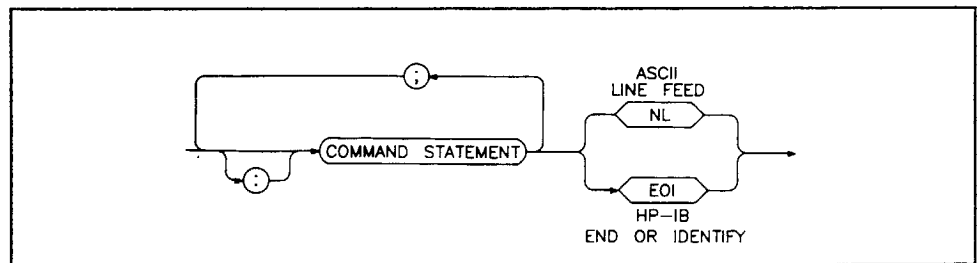 ;
ASCII
LINE FEED
NL
:
COMMAND STATEMENT
EOI
HP-IB
END OR IDENTIFY